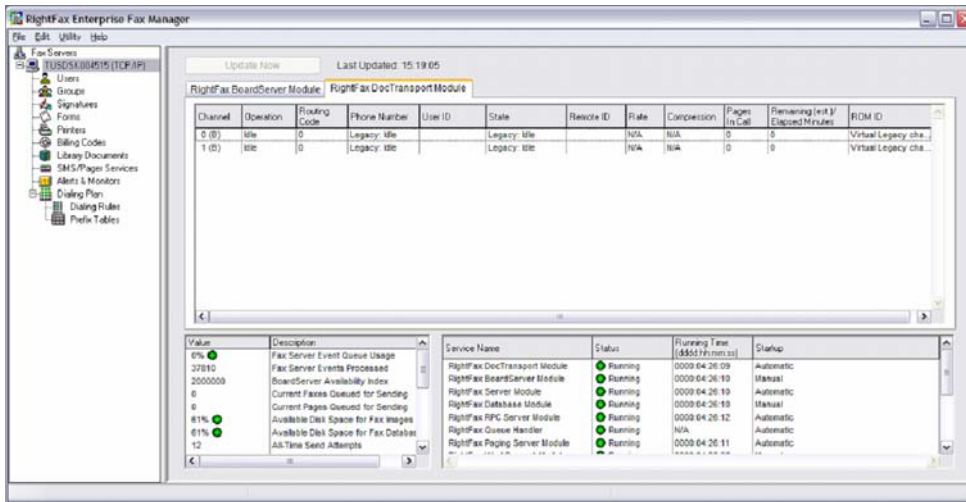 RightFax Enterprise Fax Manager
File Edit Utility Help
Fax Servers
TUSDSK004515 (TCP/IP)
Users
Groups
Signatures
Forms
Printers
Billing Codes
Library Documents
SMS/Pager Services
Alerts & Monitors
Dialing Plan
Dialing Rules
Prefix Tables
Update Now Last Updated: 15:19:05
RightFax BoardServer Module RightFax DocTransport Module
Channel Operation Routing Code Phone Number User ID State Remote ID Rate Compression Pages In Call Remaining (est.)/ Elapsed Minutes ROM ID
0 (B) Idle 0 Legacy: Idle Legacy: Idle N/A N/A 0 0 Virtual Legacy cha...
1 (B) Idle 0 Legacy: Idle Legacy: Idle N/A N/A 0 0 Virtual Legacy cha...
Value Description
0% Fax Server Event Queue Usage
37810 Fax Server Events Processed
2000000 BoardServer Availability Index
0 Current Faxes Queued for Sending
0 Current Pages Queued for Sending
61% Available Disk Space for Fax Images
61% Available Disk Space for Fax Databas
12 All-Time Send Attempts
Service Name Status Running Time (dddd hh:mm:ss) Startup
RightFax DocTransport Module Running 0000:04:26:09 Automatic
RightFax BoardServer Module Running 0000:04:26:10 Manual
RightFax Server Module Running 0000:04:26:10 Automatic
RightFax Database Module Running 0000:04:26:10 Manual
RightFax RPC Server Module Running 0000:04:26:12 Automatic
RightFax Queue Handler Running N/A Automatic
RightFax Paging Server Module Running 0000:04:26:11 Automatic